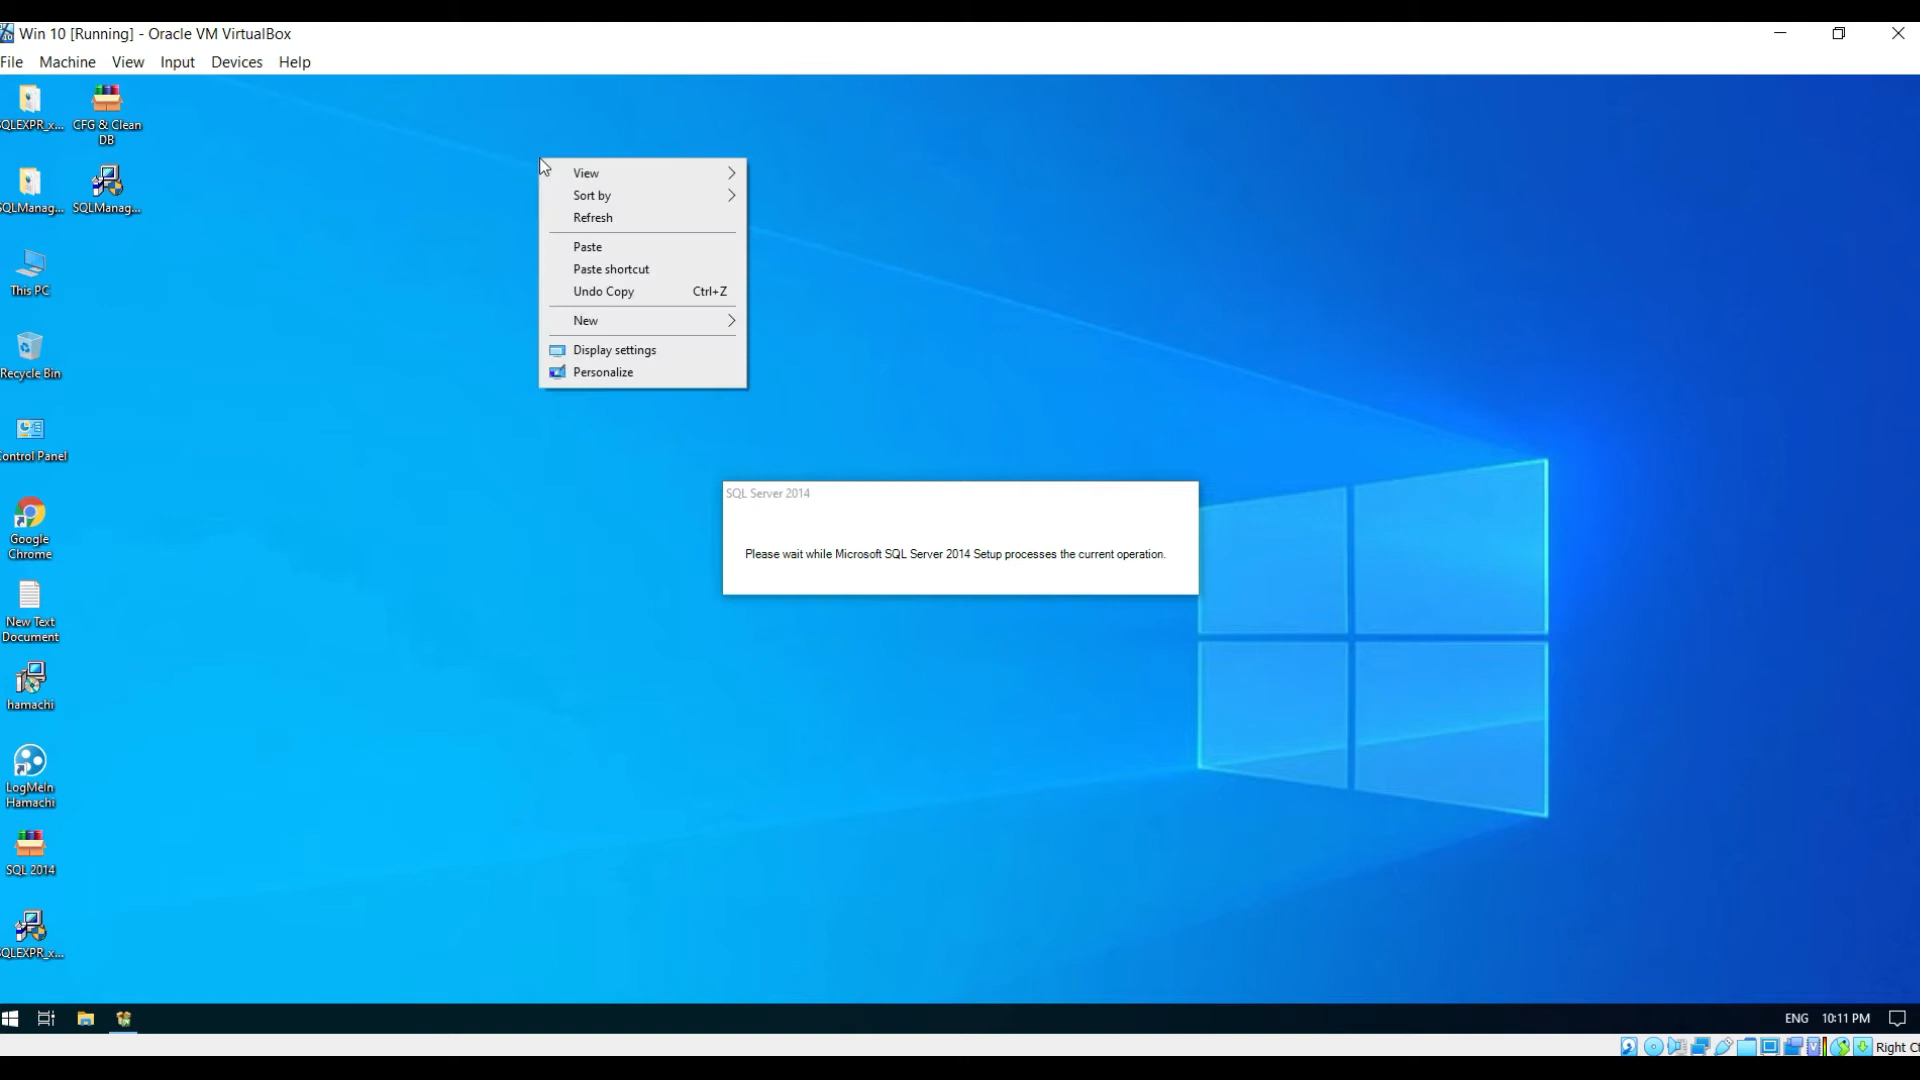 Win 10 [Running] - Oracle VM VirtualBox
File Machine View Input Devices Help
SQLEXPR_x...
CFG & Clean
DB
SQLManag...
SQLManag...
This PC
Recycle Bin
Control Panel
Google
Chrome
New Text
Document
hamachi
LogMeIn
Hamachi
SQL 2014
SQLEXPR_x...
View
Sort by
Refresh
Paste
Paste shortcut
Undo Copy Ctrl+Z
New
Display settings
Personalize
SQL Server 2014
Please wait while Microsoft SQL Server 2014 Setup processes the current operation.
ENG 10:11 PM
Right Ct